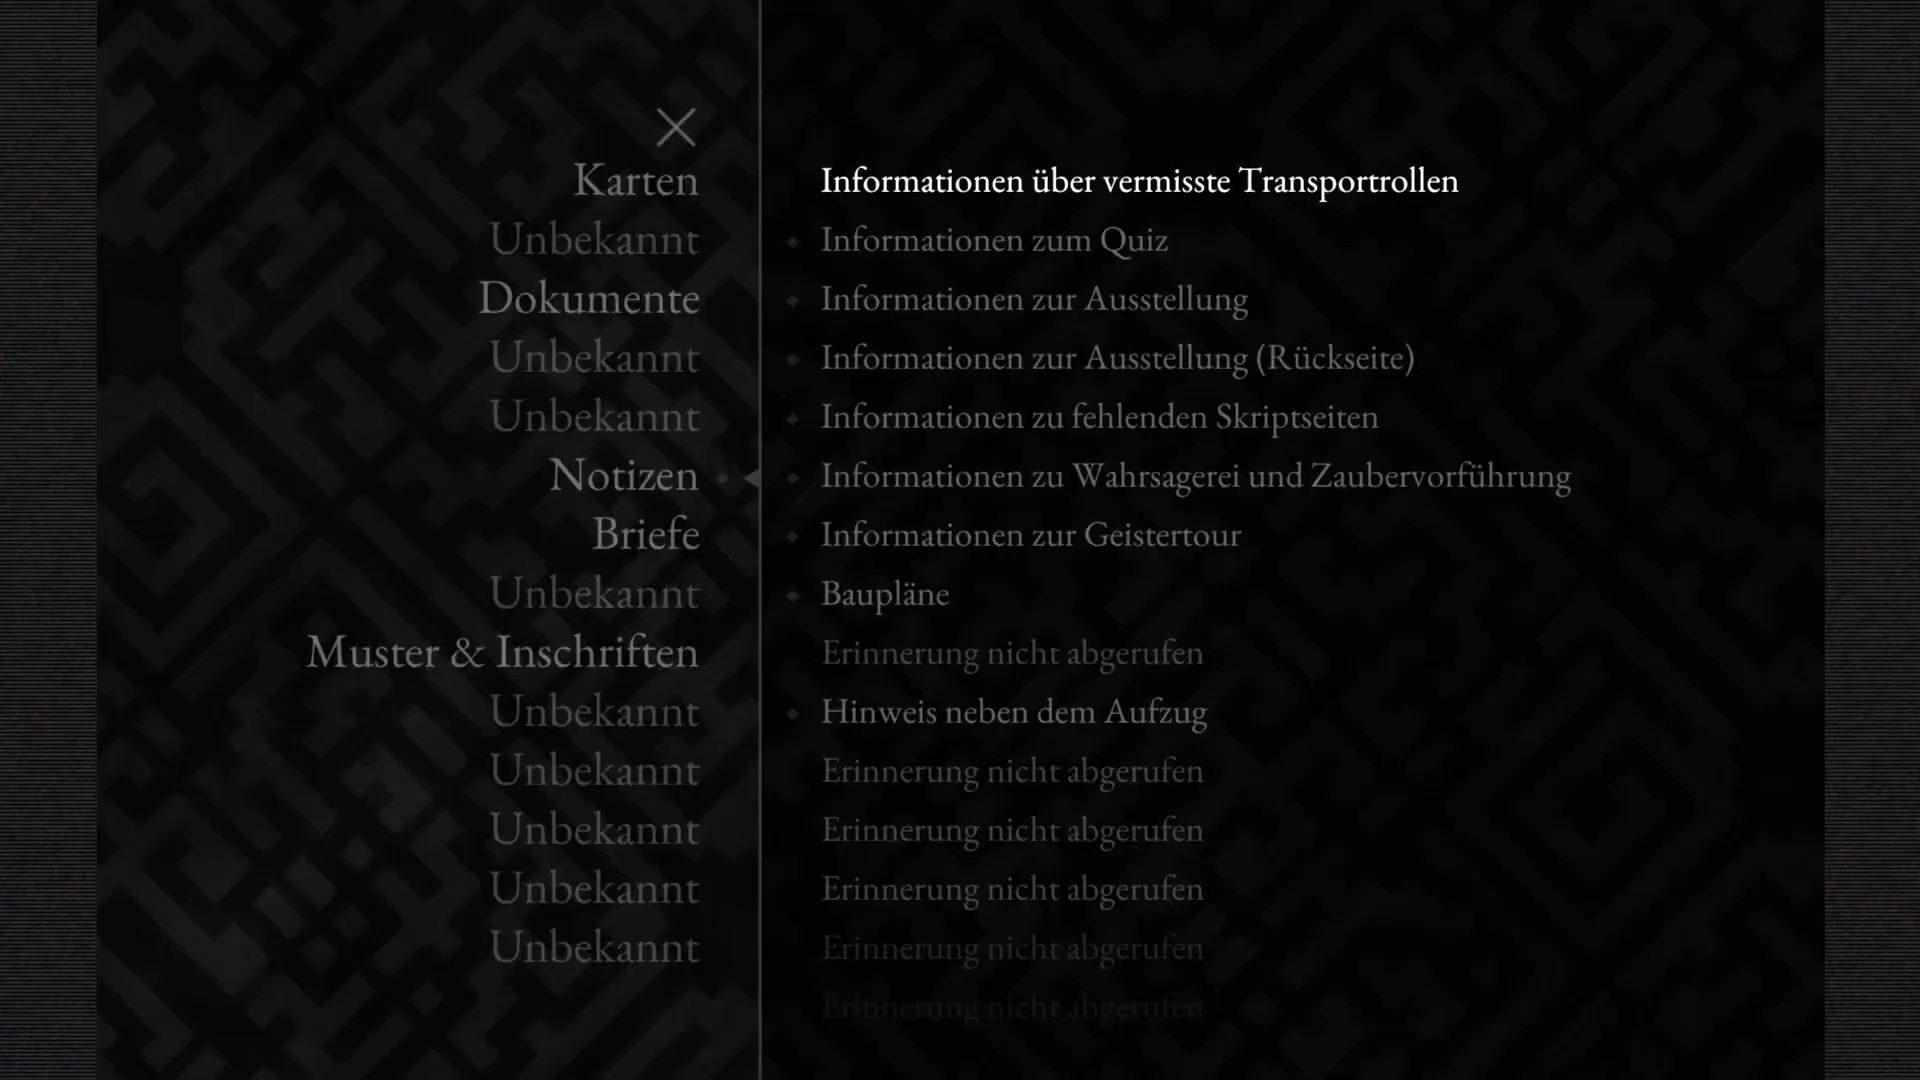 Karten
Unbekannt
Dokumente
Unbekannt
Unbekannt
Notizen
Briefe
Unbekannt
Muster & Inschriften
Unbekannt
Unbekannt
Unbekannt
Unbekannt
Unbekannt
Informationen über vermisste Transportrollen
Informationen zum Quiz
Informationen zur Ausstellung
Informationen zur Ausstellung (Rückseite)
Informationen zu fehlenden Skriptseiten
Informationen zu Wahrsagerei und Zaubervorführung
Informationen zur Geistertour
Baupläne
Erinnerung nicht abgerufen
Hinweis neben dem Aufzug
Erinnerung nicht abgerufen
Erinnerung nicht abgerufen
Erinnerung nicht abgerufen
Erinnerung nicht abgerufen
Erinnerung nicht abgerufen